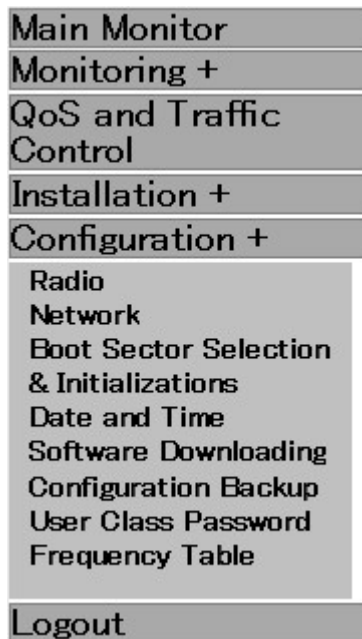 Main Monitor
Monitoring +
QoS and Traffic
Control
Installation +
Configuration +
Radio
Network
Boot Sector Selection
& Initializations
Date and Time
Software Downloading
Configuration Backup
User Class Password
Frequency Table
Logout